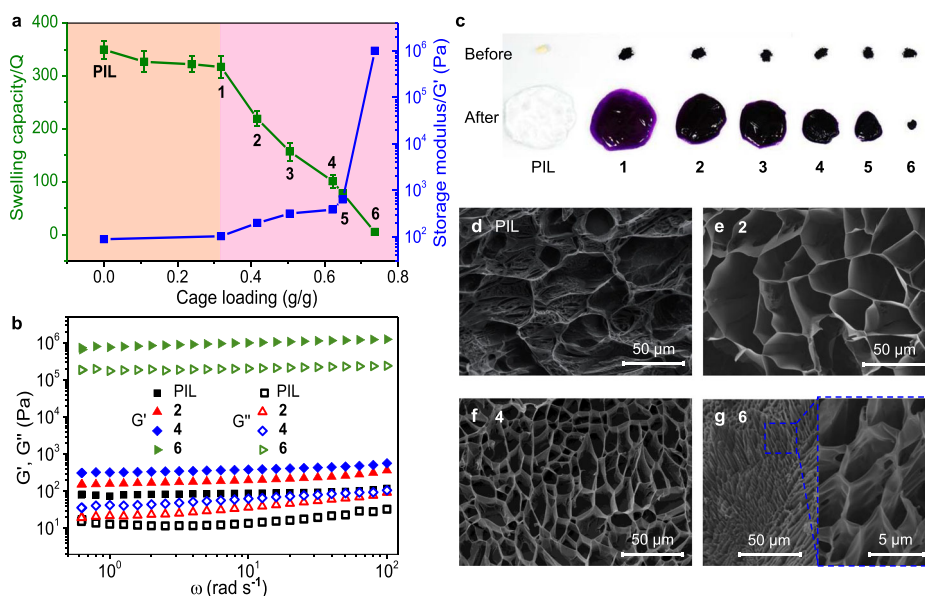 a
400
300
200
100
0
Swelling capacity/Q
PIL
1
2
3
4
5
6
10^6
10^5
10^4
10^3
10^2
Storage modulus/G' (Pa)
0.0 0.2 0.4 0.6 0.8
Cage loading (g/g)
b
10^6
10^5
10^4
10^3
10^2
10^1
G', G'' (Pa)
G'
PIL
2
4
6
G''
PIL
2
4
6
10^0 10^1 10^2
ω (rad s^-1)
c
Before
After
PIL 1 2 3 4 5 6
d PIL
50 μm
e 2
50 μm
f 4
50 μm
g 6
50 μm
5 μm